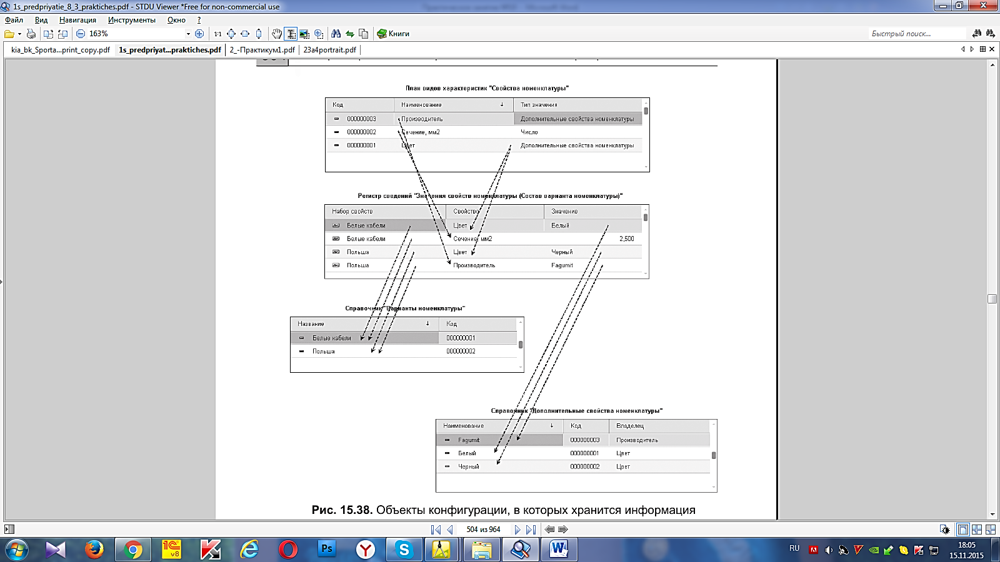 1s_predpriyatie_8_3_praktiches.pdf - STDU Viewer *Free for non-commercial use
Файл Вид Навигация Инструменты Окно ?
163% 1:1 Книги Быстрый поиск...
kia_bk_Sporta...print_copy.pdf 1s_predpriyat...praktiches.pdf 2_-Практикум1.pdf 23a4portrait.pdf
План видов характеристик "Свойства номенклатуры"
Код Наименование Тип значения
000000003 Производитель Дополнительные свойства номенклатуры
000000002 Сечение, мм2 Число
000000001 Цвет Дополнительные свойства номенклатуры
Регистр сведений "Значения свойств номенклатуры (Состав варианта номенклатуры)"
Набор свойств Свойство Значение
Белые кабели Цвет Белый
Белые кабели Сечение, мм2 2,500
Польша Цвет Черный
Польша Производитель Fagumit
Справочник "Варианты номенклатуры"
Название Код
Белые кабели 000000001
Польша 000000002
Справочник "Дополнительные свойства номенклатуры"
Наименование Код Владелец
Fagumit 000000003 Производитель
Белый 000000001 Цвет
Черный 000000002 Цвет
Рис. 15.38. Объекты конфигурации, в которых хранится информация
504 из 964
RU 18:05
15.11.2015